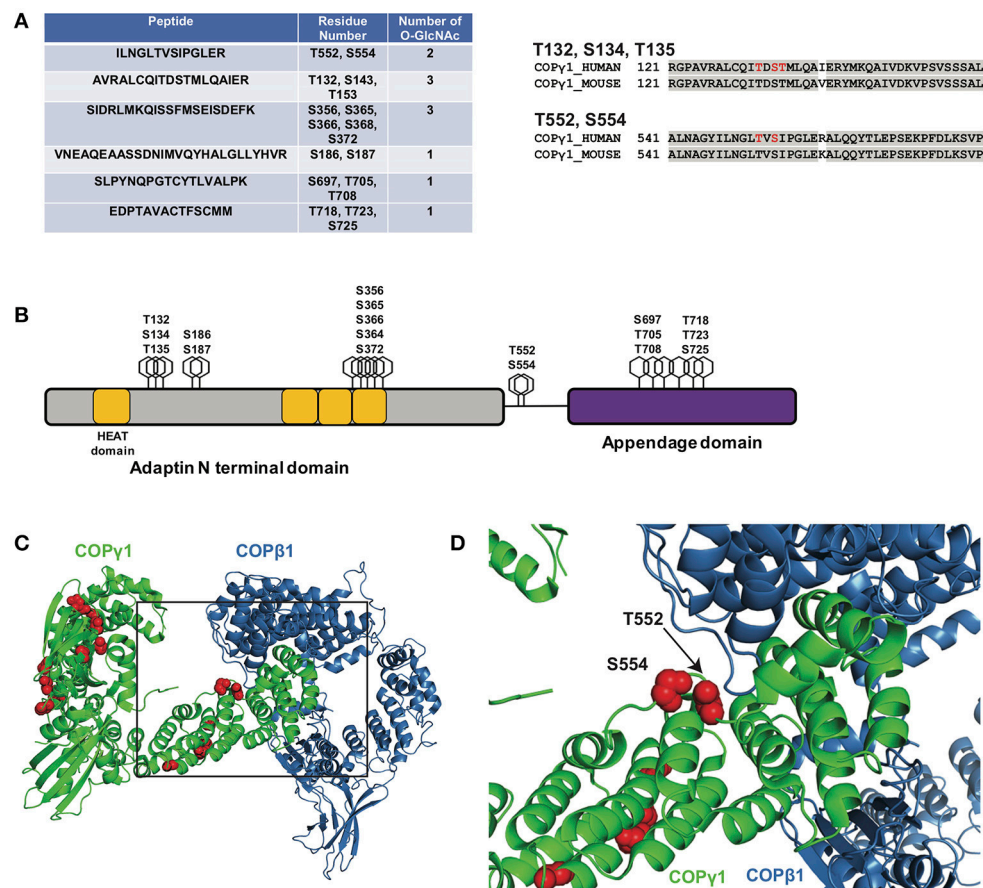 A
Peptide
Residue Number
Number of O-GlcNAc
ILNGLTVSIPGLER
T552, S554
2
AVRALCQITDSTMLQAIER
T132, S143, T153
3
SIDRLMKQISSFMSEISDEFK
S356, S365, S366, S368, S372
3
VNEAQEAASSDNIMVQYHALGLLYHVR
S186, S187
1
SLPYNQPGTCYTLVALPK
S697, T705, T708
1
EDPTAVACTFSCMM
T718, T723, S725
1
T132, S134, T135
COPγ1_HUMAN 121 RGPAVRALCQITDSTMLQAIERYMKQAIVDKVPSVSSSAL
COPγ1_MOUSE 121 RGPAVRALCQITDSTMLQAVERYMKQAIVDKVPSVSSSAL
T552, S554
COPγ1_HUMAN 541 ALNAGYILNGLTVSIPGLERALQQYTLEPSEKPFDLKSVP
COPγ1_MOUSE 541 ALNAGYILNGLTVSIPGLEKALQQYTLEPSEKPFDLKSVP
B
T132
S134
T135
S186
S187
S356
S365
S366
S364
S372
T552
S554
S697
T705
T708
T718
T723
S725
HEAT domain
Adaptin N terminal domain
Appendage domain
C
COPγ1
COPβ1
D
T552
S554
COPγ1
COPβ1